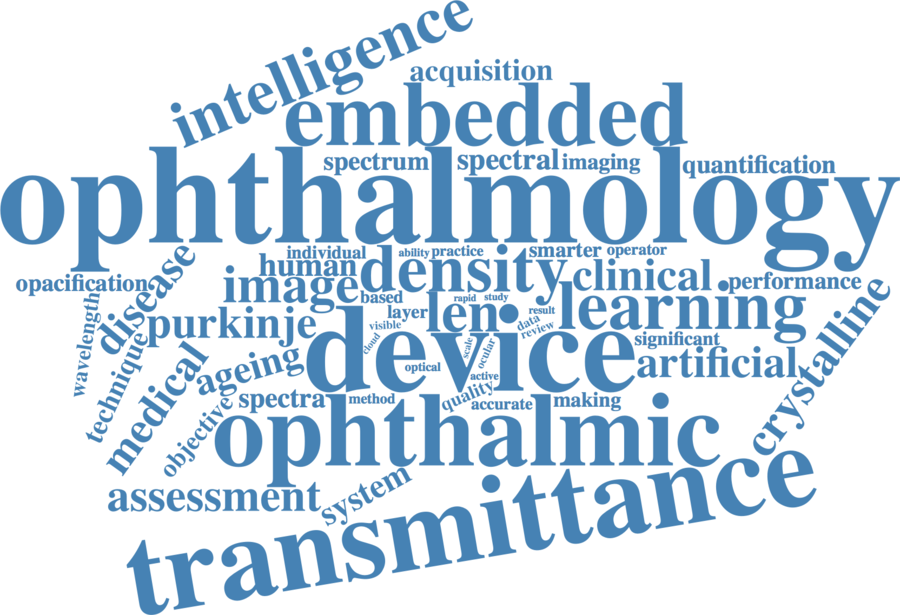 intelligence
acquisition
embedded
spectrum spectral imaging quantification
ophthalmology
individual ability practice smarter operator
human density clinical
opacification disease image based rapid study learning performance
wavelength purkinje layer len result crystalline
visible data
cloud device review significant
technique scale ocular
medical ageing optical active artificial
objective spectra method quality accurate making
ophthalmic
assessment system
transmittance